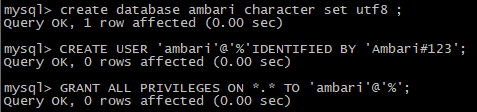 mysql> create database ambari character set utf8 ;
Query OK, 1 row affected (0.00 sec)
mysql> CREATE USER 'ambari'@'%'IDENTIFIED BY 'Ambari#123';
Query OK, 0 rows affected (0.00 sec)
mysql> GRANT ALL PRIVILEGES ON *.* TO 'ambari'@'%';
Query OK, 0 rows affected (0.00 sec)